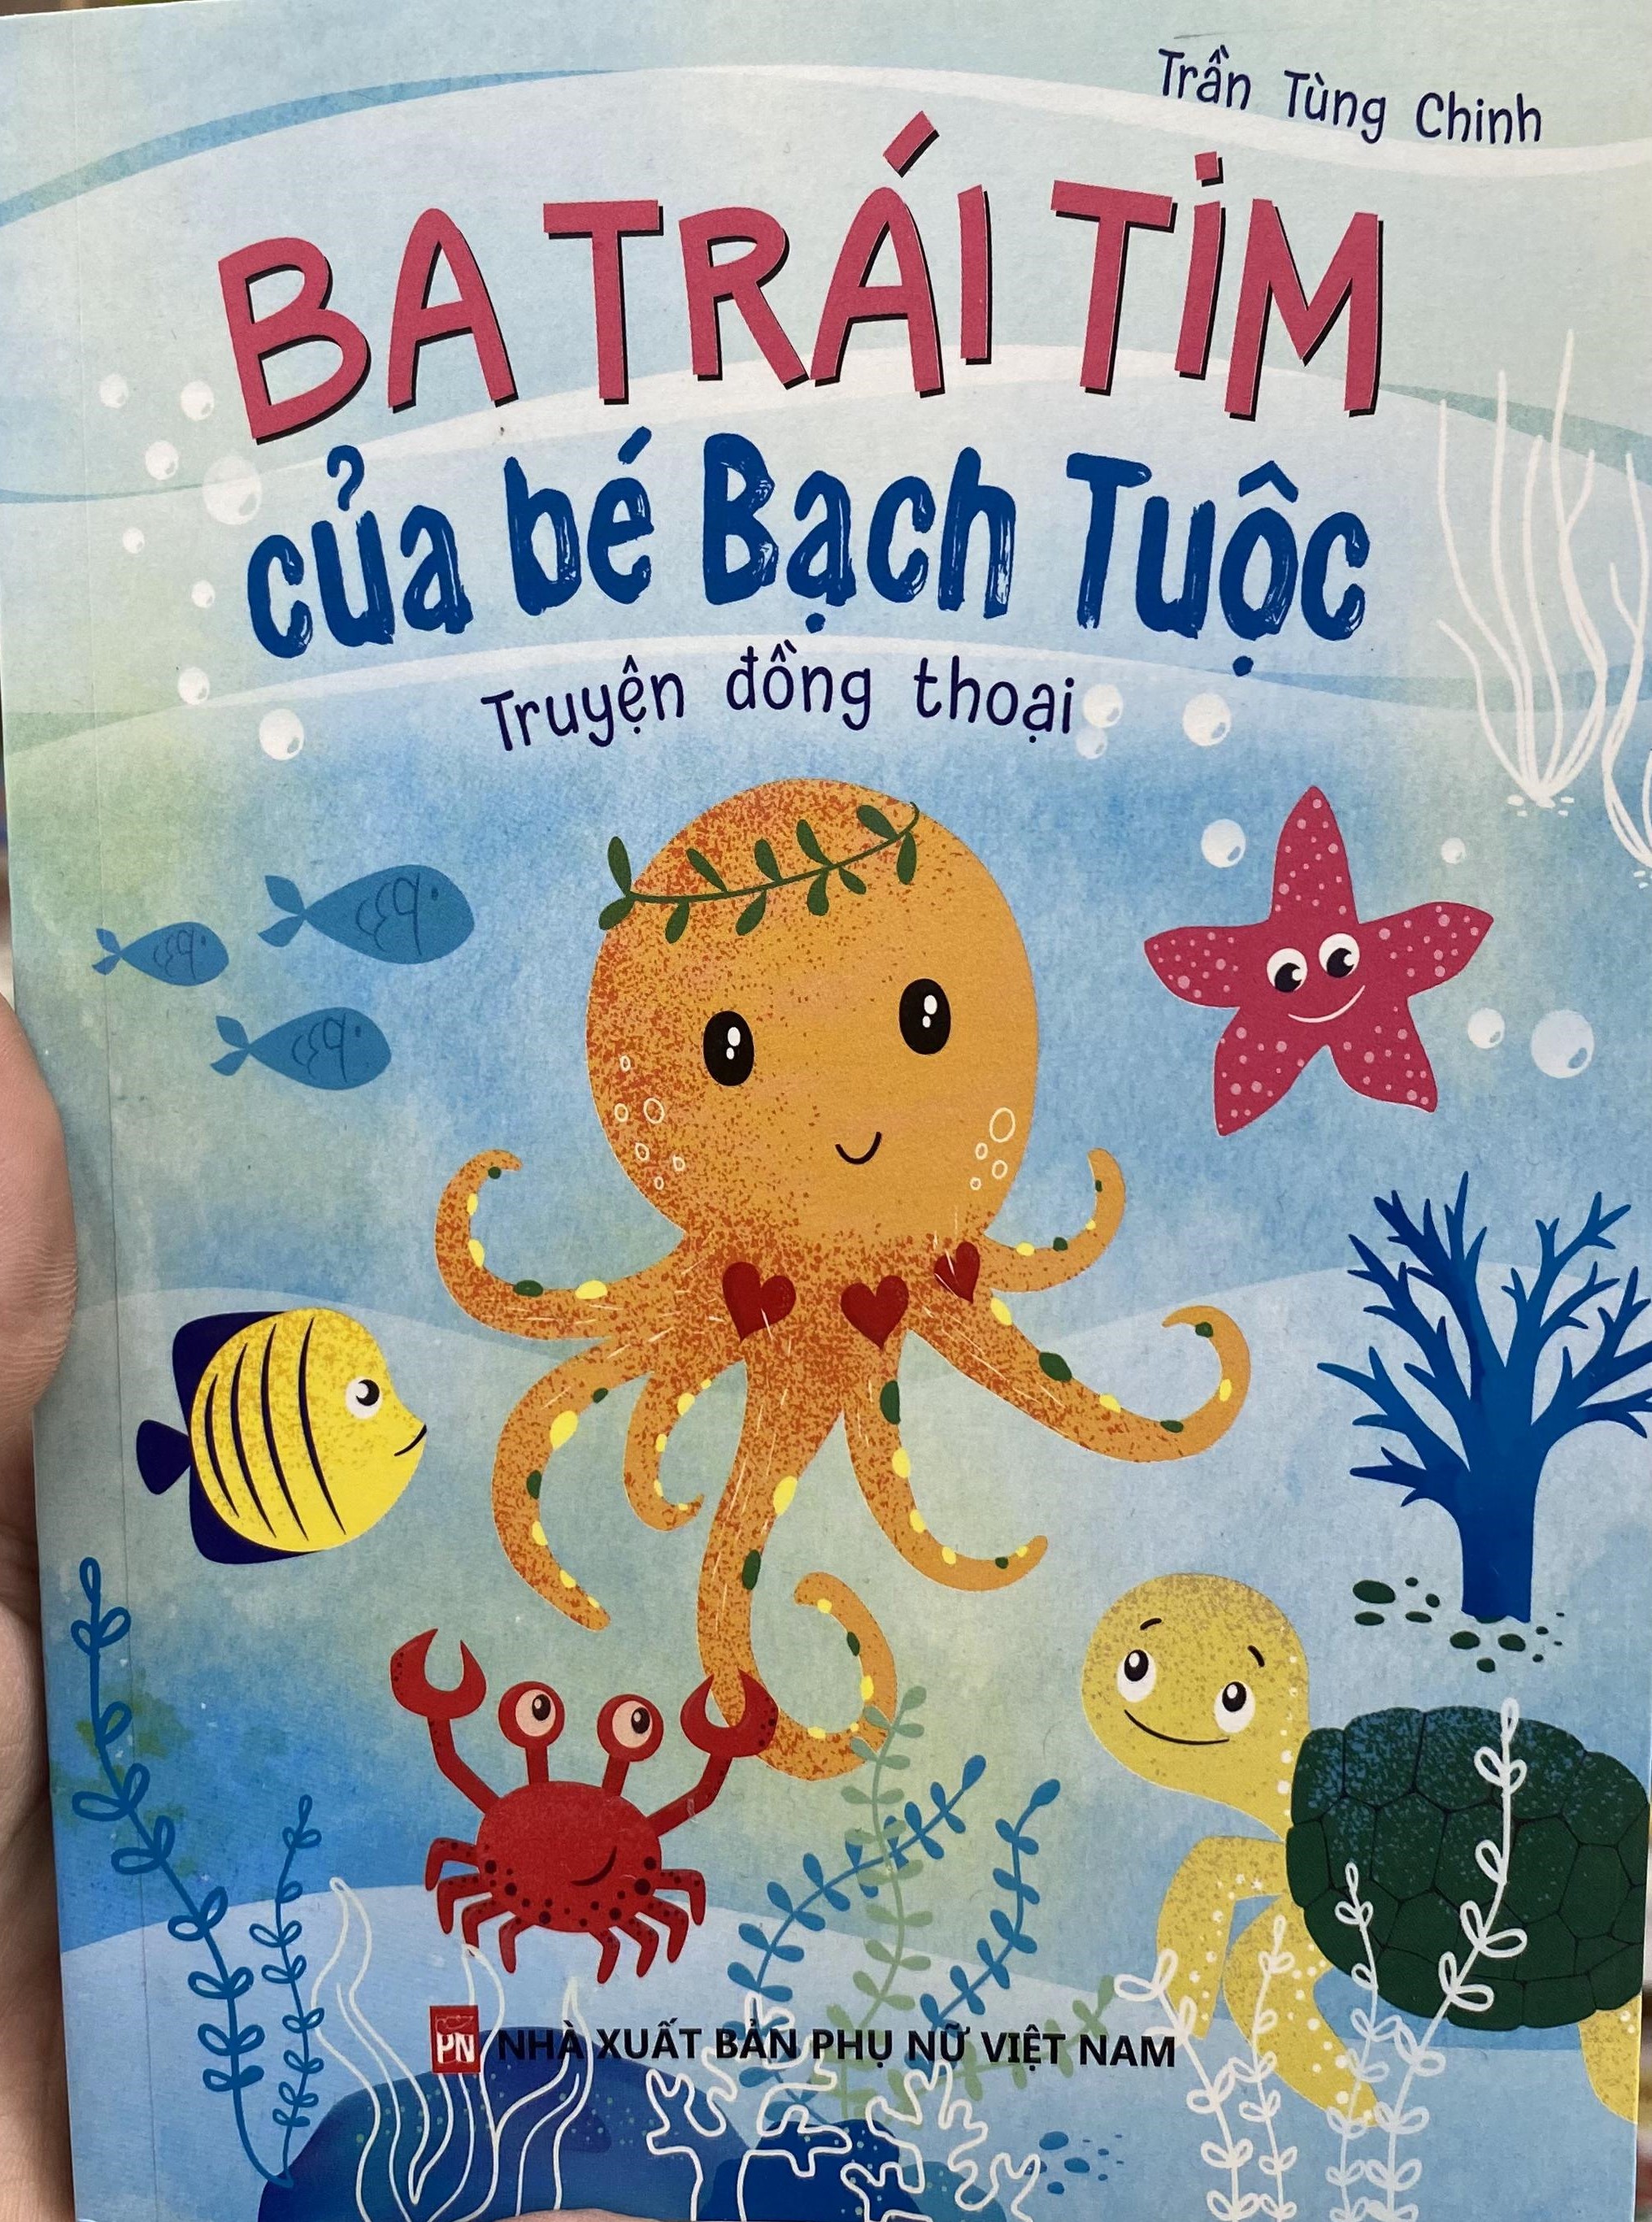 Trần Tùng Chinh
BA TRÁI TIM
của bé Bạch Tuộc
Truyện đồng thoại
PN NHÀ XUẤT BẢN PHỤ NỮ VIỆT NAM